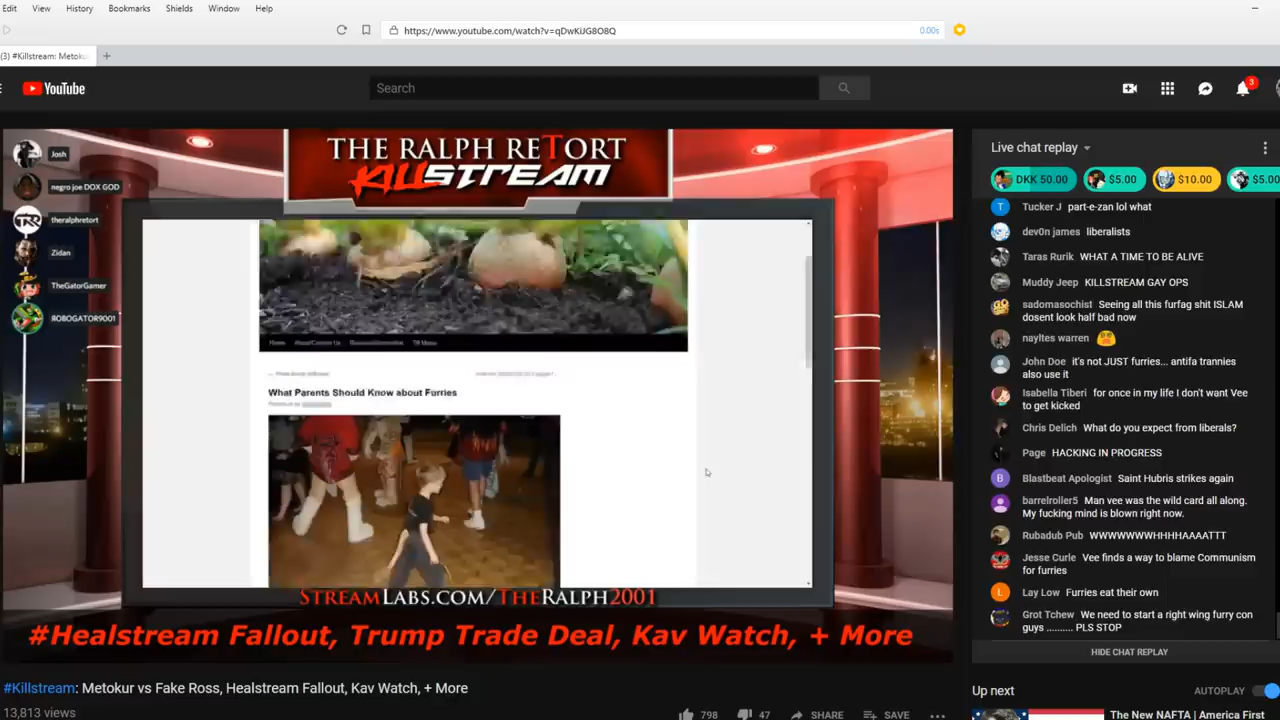 Edit View History Bookmarks Shields Window Help
https://www.youtube.com/watch?v=qDwKiJG8O8Q 0.00s
(3) #Killstream: Metoku
YouTube
Search
3
THE RALPH RETORT
KILLSTREAM
Josh
negro joe DOX GOD
TRR theralphretort
Zidan
TheGatorGamer
ROBOGATOR9001
Home About/Contact Us
What Parents Should Know about Furries
STREAMLABS.COM/THERALPH2001
#Healstream Fallout, Trump Trade Deal, Kav Watch, + More
#Killstream: Metokur vs Fake Ross, Healstream Fallout, Kav Watch, + More
13,813 views
798 47 SHARE SAVE
Live chat replay
DKK 50.00 $5.00 $10.00 $5.00
T Tucker J part-e-zan lol what
dev0n james liberalists
Taras Rurik WHAT A TIME TO BE ALIVE
Muddy Jeep KILLSTREAM GAY OPS
sadomasochist Seeing all this furfag shit ISLAM
dosent look half bad now
nayltes warren
John Doe it's not JUST furries... antifa trannies
also use it
Isabella Tiberi for once in my life I don't want Vee
to get kicked
Chris Delich What do you expect from liberals?
Page HACKING IN PROGRESS
B Blastbeat Apologist Saint Hubris strikes again
barrelroller5 Man vee was the wild card all along.
My fucking mind is blown right now.
Rubadub Pub WWWWWWWHHHHAAAATTT
Jesse Curle Vee finds a way to blame Communism
for furries
L Lay Low Furries eat their own
Grot Tchew We need to start a right wing furry con
guys .......... PLS STOP
HIDE CHAT REPLAY
Up next AUTOPLAY
The New NAFTA | America First